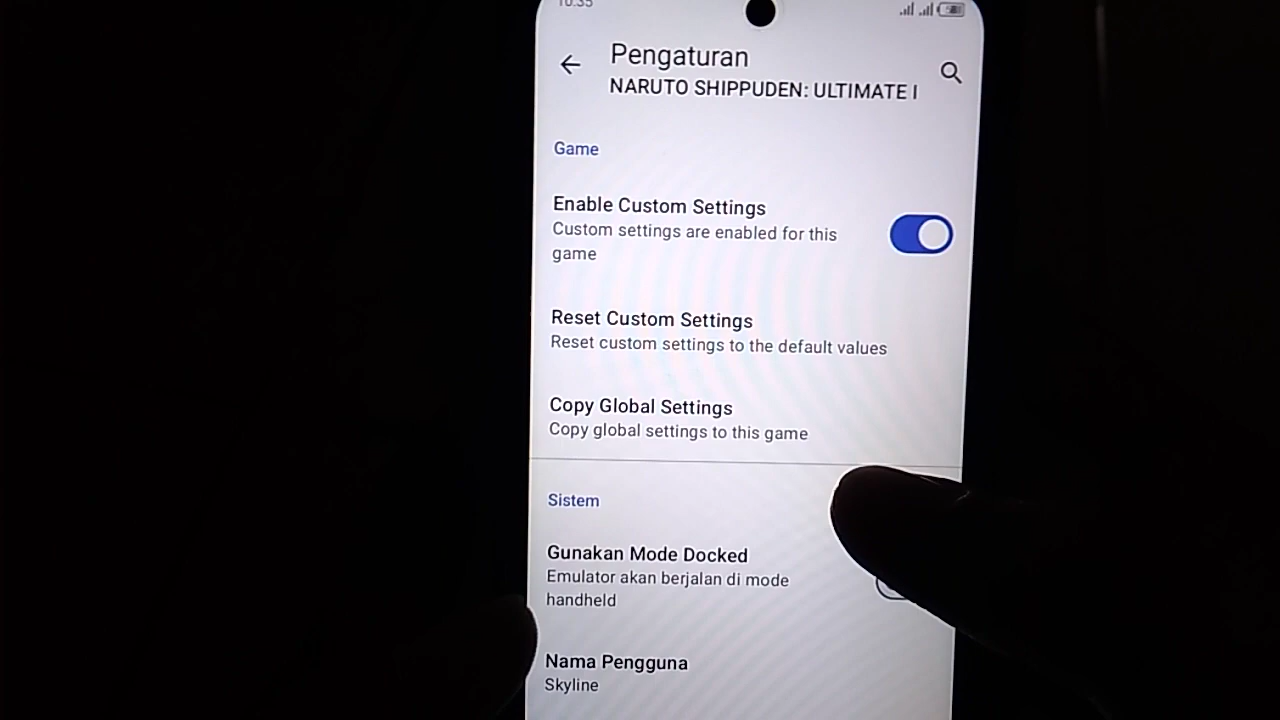 10:35
Pengaturan
NARUTO SHIPPUDEN: ULTIMATE
Game
Enable Custom Settings
Custom settings are enabled for this
game
Reset Custom Settings
Reset custom settings to the default values
Copy Global Settings
Copy global settings to this game
Sistem
Gunakan Mode Docked
Emulator akan berjalan di mode
handheld
Nama Pengguna
Skyline